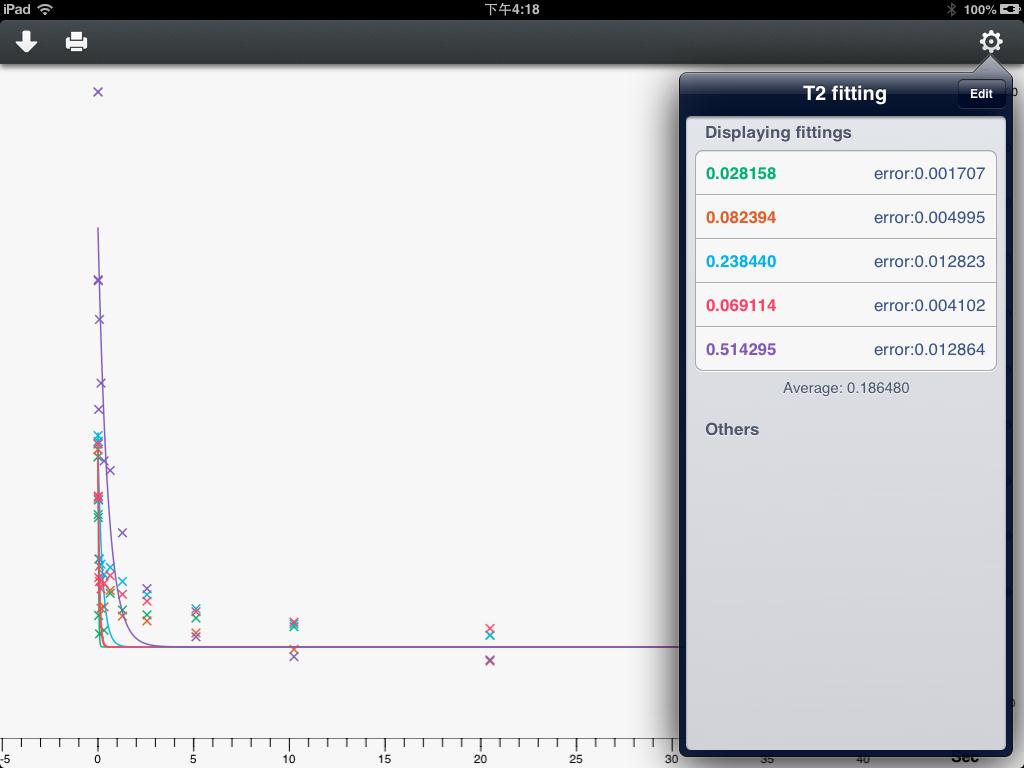 iPad 下午4:18 100%
T2 fitting Edit
Displaying fittings
0.028158 error:0.001707
0.082394 error:0.004995
0.238440 error:0.012823
0.069114 error:0.004102
0.514295 error:0.012864
Average: 0.186480
Others
-5 0 5 10 15 20 25 30 35 40 Sec